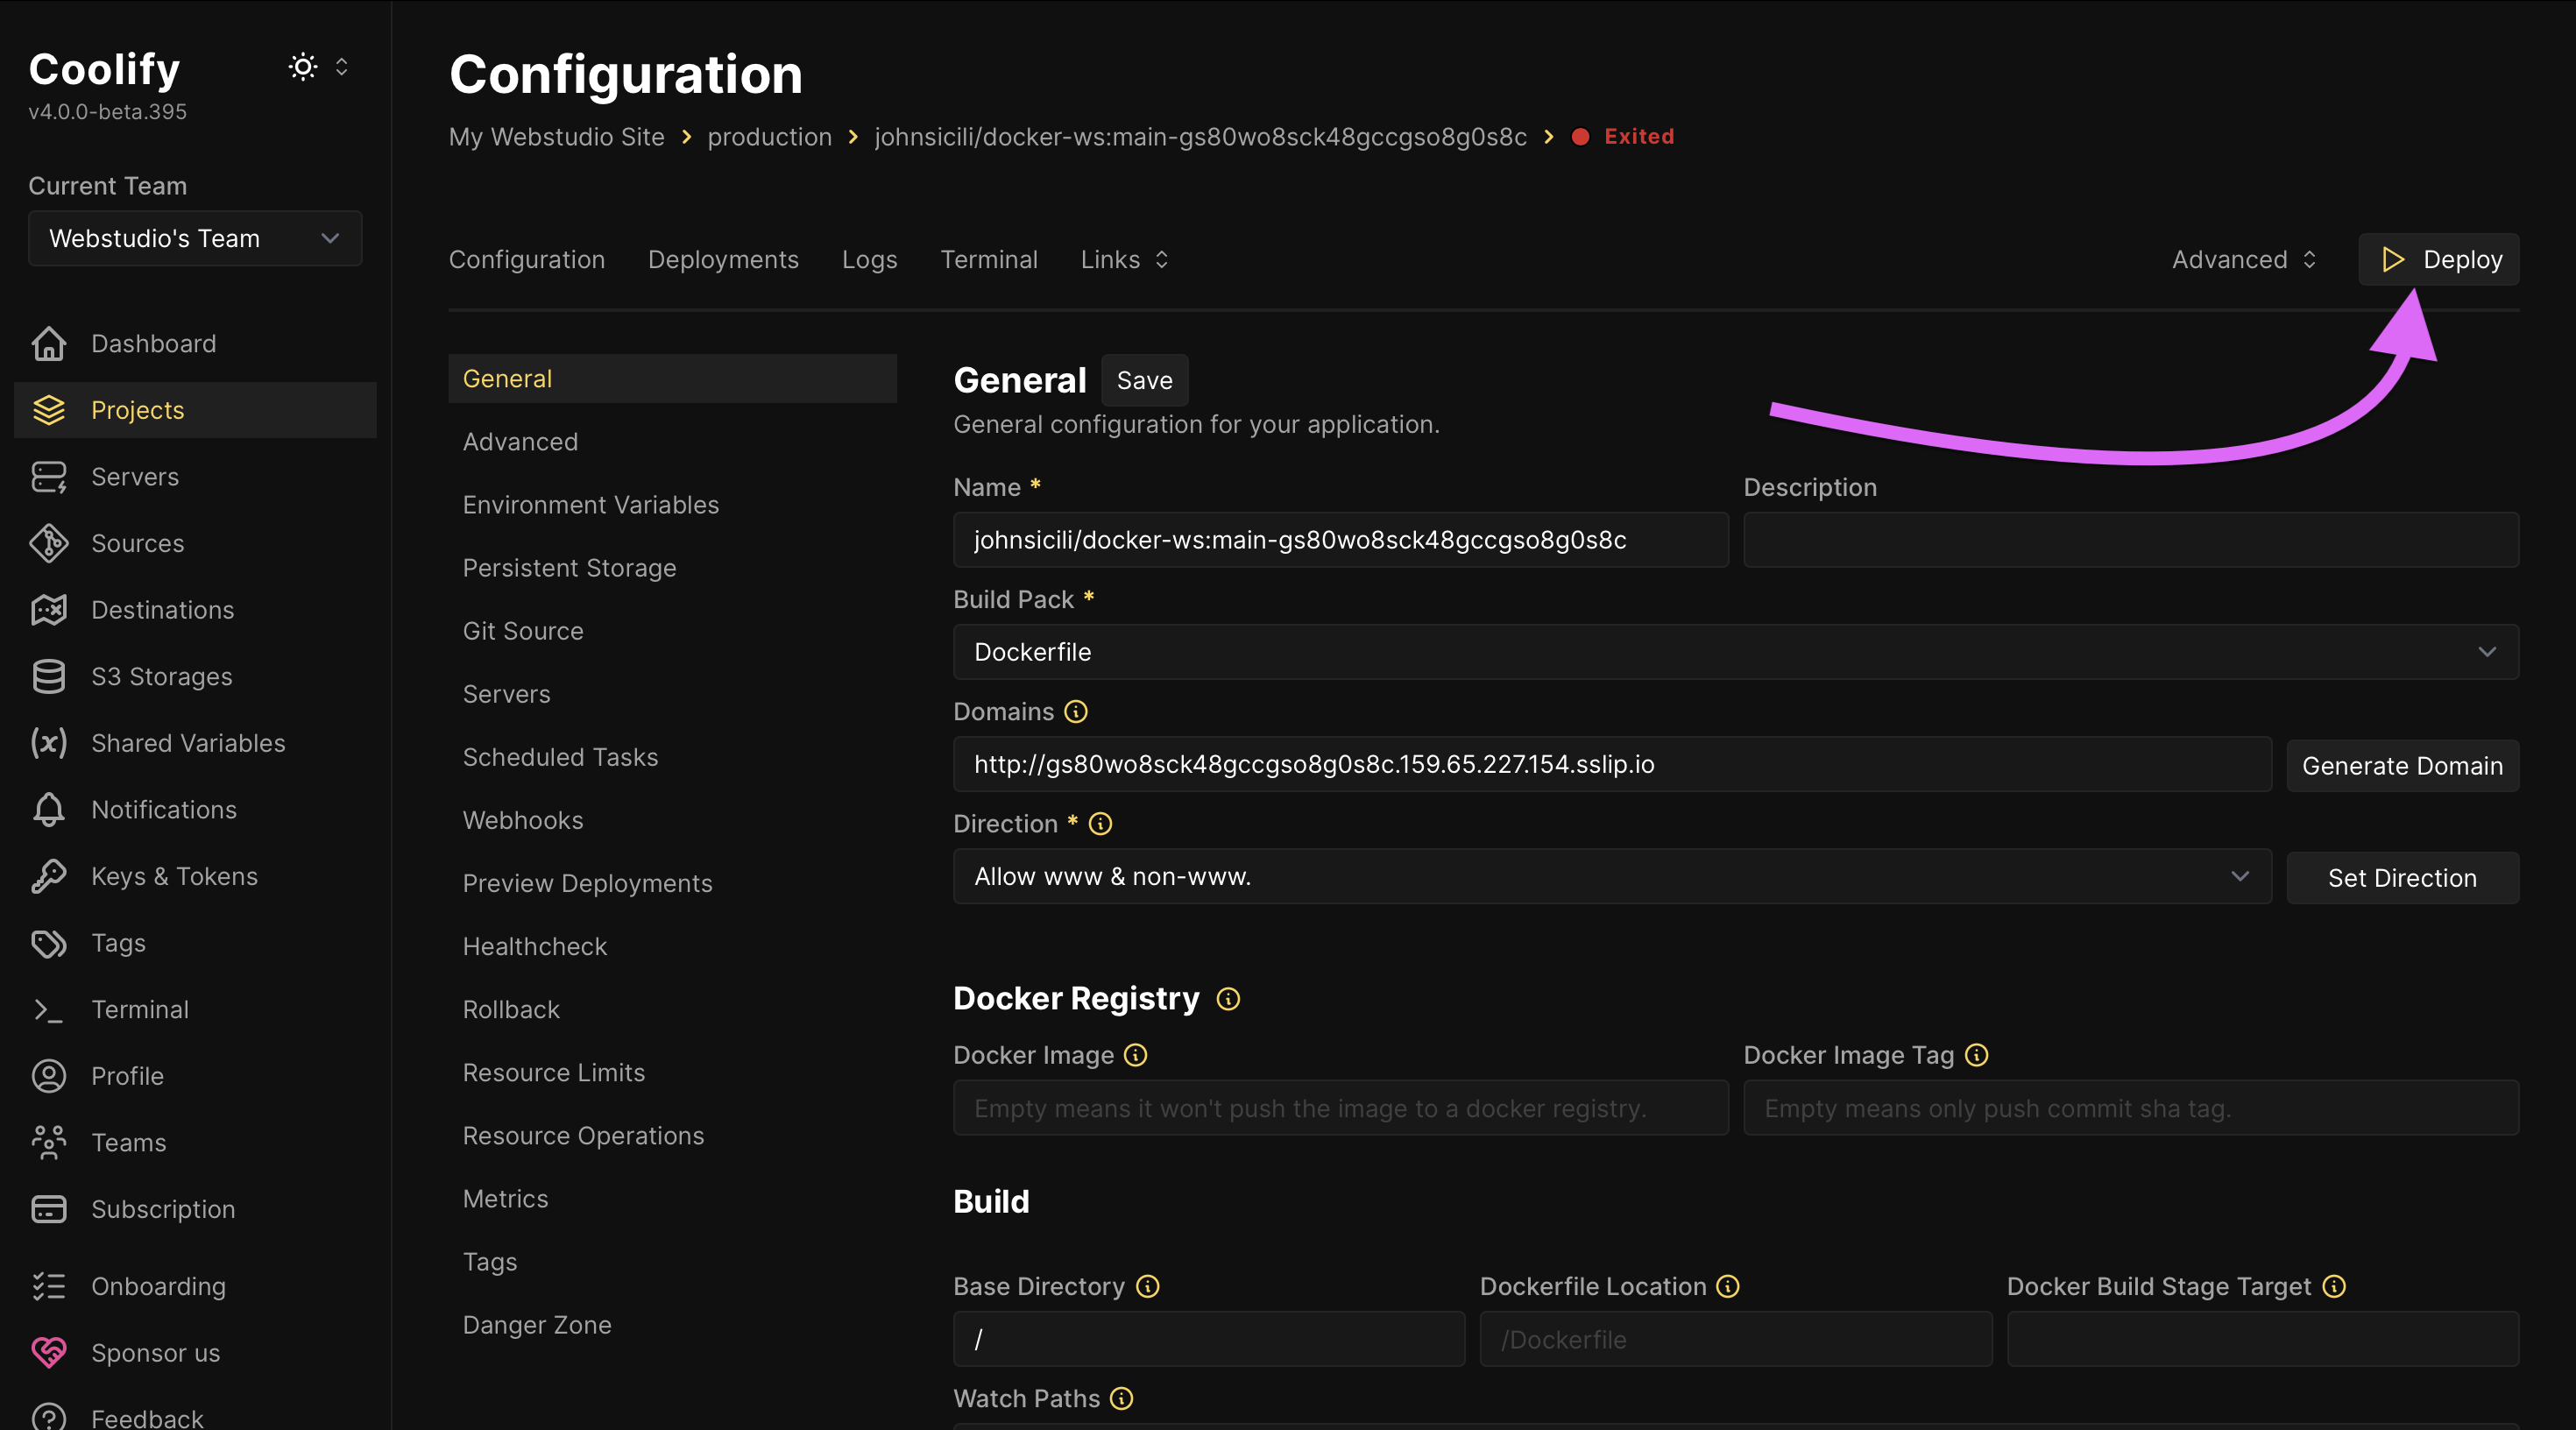 Coolify
v4.0.0-beta.395
Current Team
Webstudio's Team
Dashboard
Projects
Servers
Sources
Destinations
S3 Storages
Shared Variables
Notifications
Keys & Tokens
Tags
Terminal
Profile
Teams
Subscription
Onboarding
Sponsor us
Feedback
Configuration
My Webstudio Site production johnsicili/docker-ws:main-gs80wo8sck48gccgso8g0s8c Exited
Configuration Deployments Logs Terminal Links Advanced Deploy
General
Advanced
Environment Variables
Persistent Storage
Git Source
Servers
Scheduled Tasks
Webhooks
Preview Deployments
Healthcheck
Rollback
Resource Limits
Resource Operations
Metrics
Tags
Danger Zone
General Save
General configuration for your application.
Name * Description
johnsicili/docker-ws:main-gs80wo8sck48gccgso8g0s8c
Build Pack *
Dockerfile
Domains
http://gs80wo8sck48gccgso8g0s8c.159.65.227.154.sslip.io Generate Domain
Direction *
Allow www & non-www. Set Direction
Docker Registry
Docker Image Docker Image Tag
Empty means it won't push the image to a docker registry. Empty means only push commit sha tag.
Build
Base Directory Dockerfile Location Docker Build Stage Target
/ /Dockerfile
Watch Paths